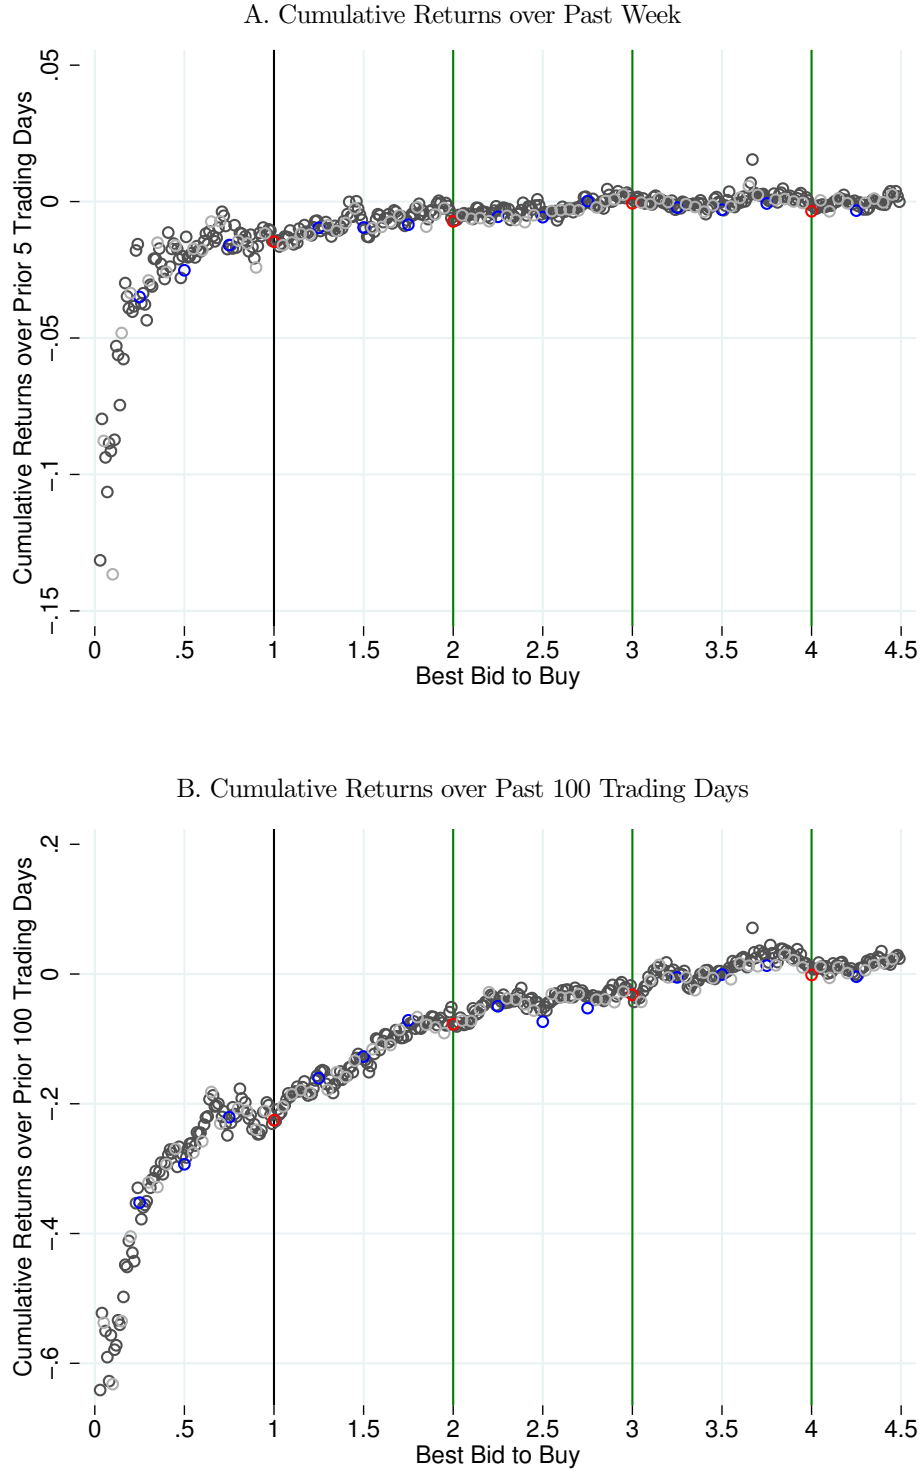 A. Cumulative Returns over Past Week
Cumulative Returns over Prior 5 Trading Days
.05
0
−.05
−.1
−.15
0 .5 1 1.5 2 2.5 3 3.5 4 4.5
Best Bid to Buy
B. Cumulative Returns over Past 100 Trading Days
Cumulative Returns over Prior 100 Trading Days
.2
0
−.2
−.4
−.6
0 .5 1 1.5 2 2.5 3 3.5 4 4.5
Best Bid to Buy